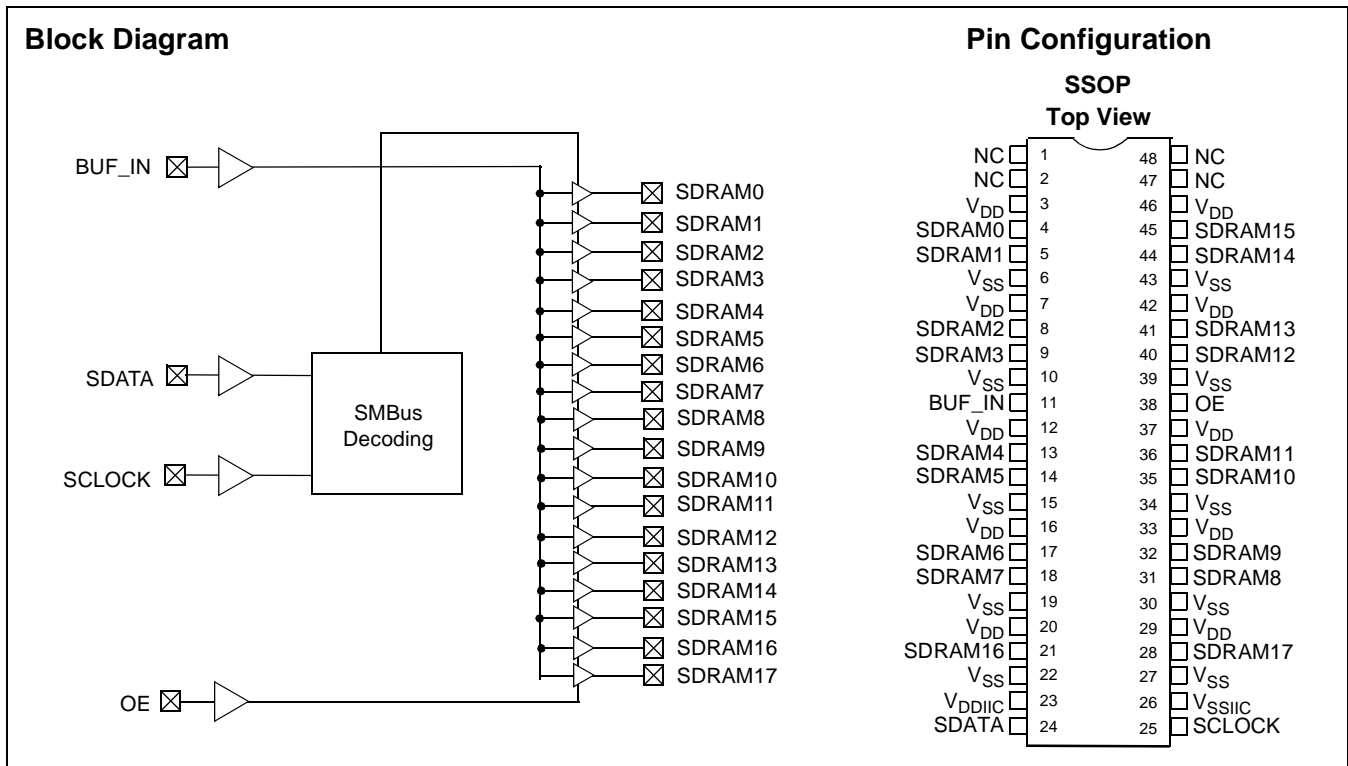 Block Diagram
BUF_IN
SDATA
SCLOCK
OE
SMBus
Decoding
SDRAM0
SDRAM1
SDRAM2
SDRAM3
SDRAM4
SDRAM5
SDRAM6
SDRAM7
SDRAM8
SDRAM9
SDRAM10
SDRAM11
SDRAM12
SDRAM13
SDRAM14
SDRAM15
SDRAM16
SDRAM17
Pin Configuration
SSOP
Top View
NC 1 48 NC
NC 2 47 NC
VDD 3 46 VDD
SDRAM0 4 45 SDRAM15
SDRAM1 5 44 SDRAM14
VSS 6 43 VSS
VDD 7 42 VDD
SDRAM2 8 41 SDRAM13
SDRAM3 9 40 SDRAM12
VSS 10 39 VSS
BUF_IN 11 38 OE
VDD 12 37 VDD
SDRAM4 13 36 SDRAM11
SDRAM5 14 35 SDRAM10
VSS 15 34 VSS
VDD 16 33 VDD
SDRAM6 17 32 SDRAM9
SDRAM7 18 31 SDRAM8
VSS 19 30 VSS
VDD 20 29 VDD
SDRAM16 21 28 SDRAM17
VSS 22 27 VSS
VDDIIC 23 26 VSSIIC
SDATA 24 25 SCLOCK